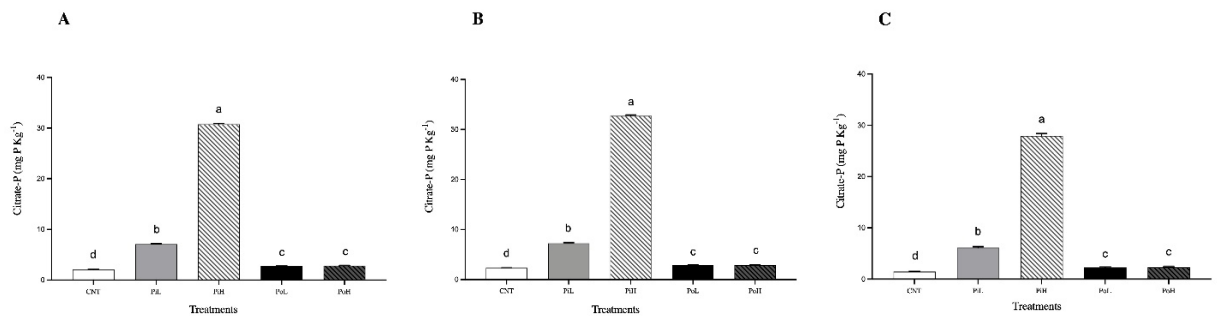 A
Citrate-P (mg P Kg⁻¹)
40
30
20
10
0
d
b
a
c
c
CNT
PiL
PiH
PoL
PoH
Treatments
B
Citrate-P (mg P Kg⁻¹)
40
30
20
10
0
d
b
a
c
c
CNT
PiL
PiH
PoL
PoH
Treatments
C
Citrate-P (mg P Kg⁻¹)
40
30
20
10
0
d
b
a
c
c
CNT
PiL
PiH
PoL
PoH
Treatments